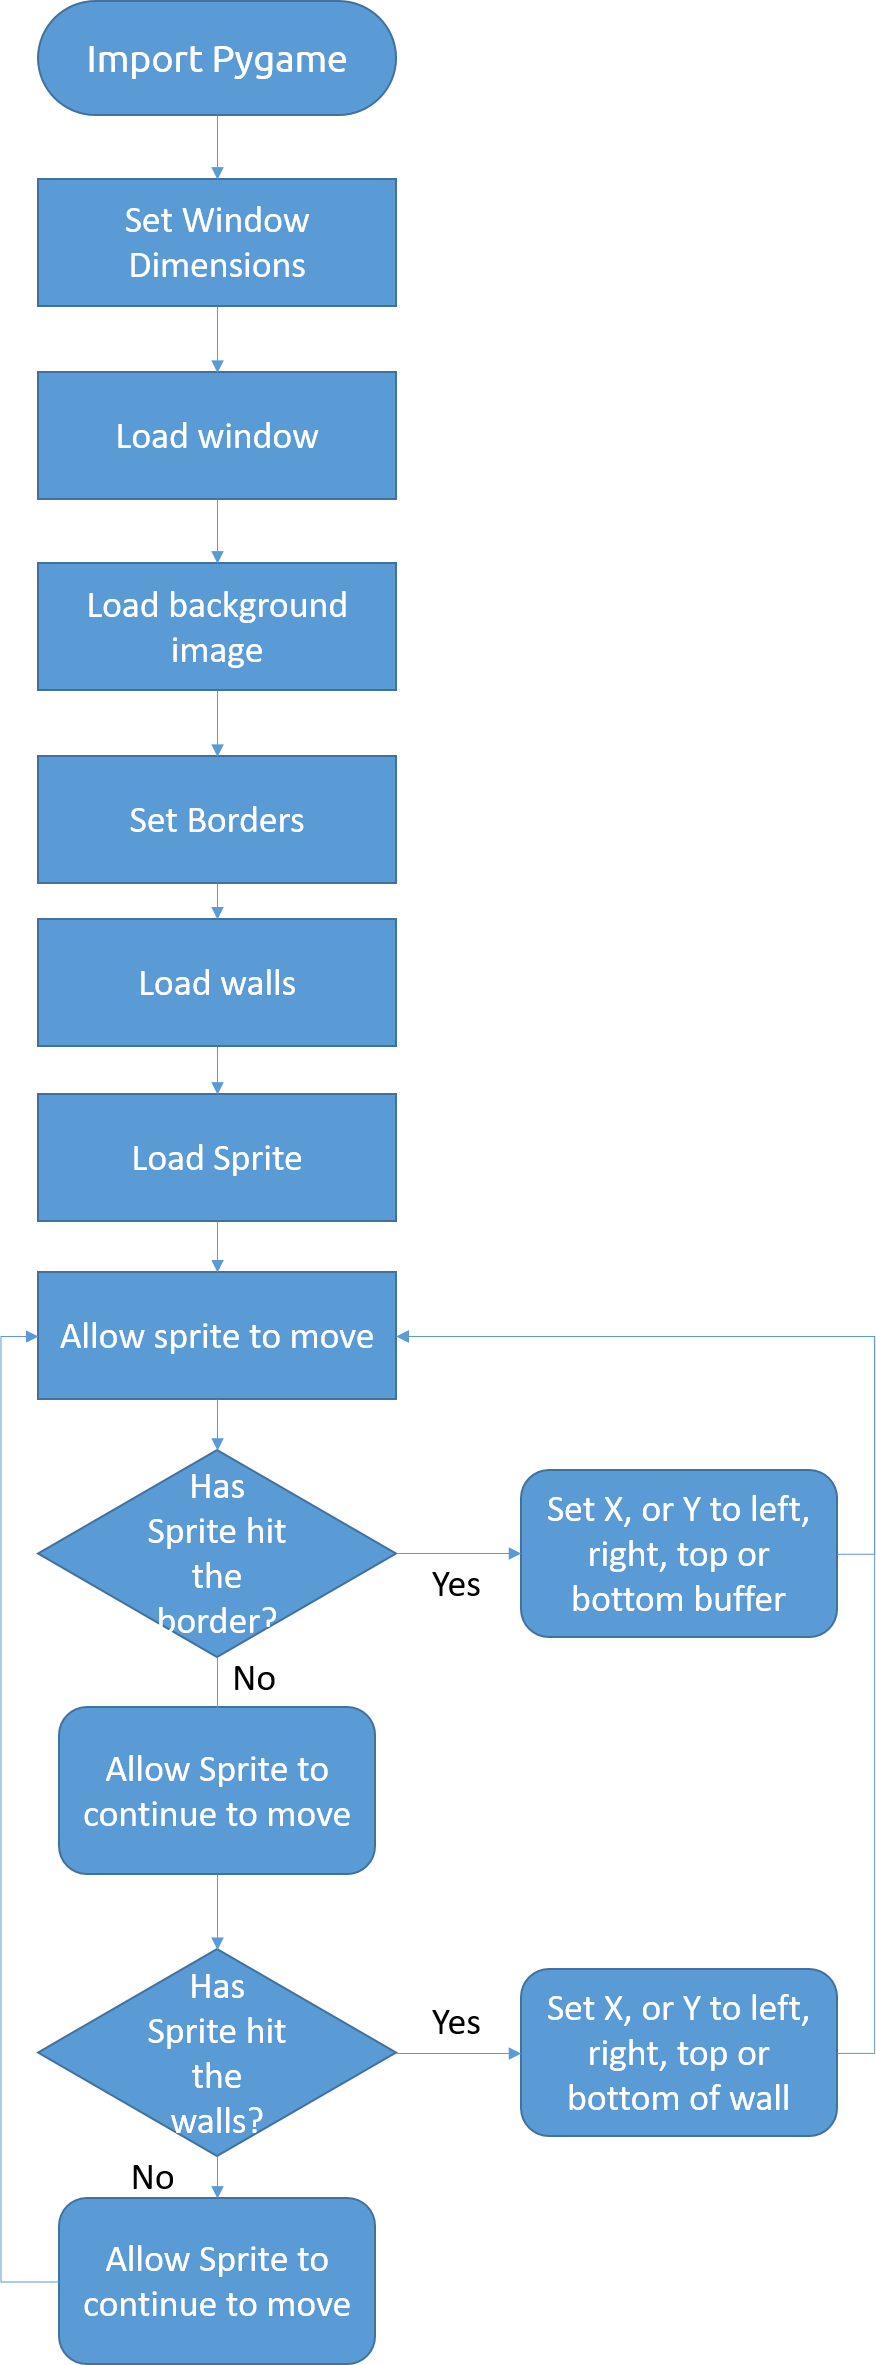 Import Pygame
Set Window
Dimensions
Load window
Load background
image
Set Borders
Load walls
Load Sprite
Allow sprite to move
Has
Sprite hit
the
border?
Yes
Set X, or Y to left,
right, top or
bottom buffer
No
Allow Sprite to
continue to move
Has
Sprite hit
the
walls?
Yes
Set X, or Y to left,
right, top or
bottom of wall
No
Allow Sprite to
continue to move